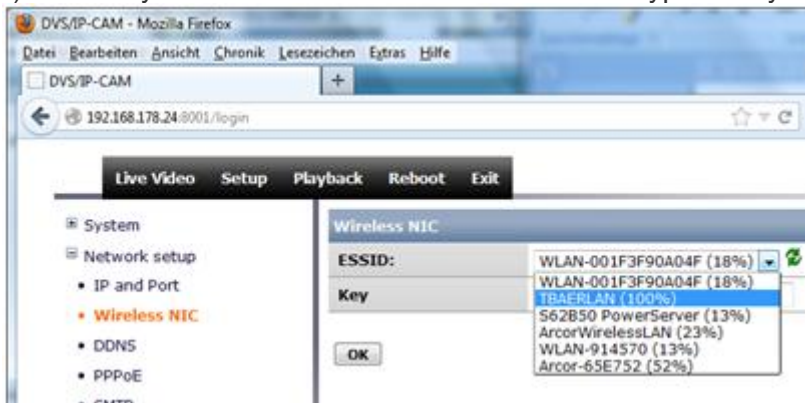 DVS/IP-CAM - Mozilla Firefox
Datei Bearbeiten Ansicht Chronik Lesezeichen Extras Hilfe
DVS/IP-CAM
192.168.178.24:8001/login
Live Video Setup Playback Reboot Exit
System
Network setup
IP and Port
Wireless NIC
DDNS
PPPoE
Wireless NIC
ESSID: WLAN-001F3F90A04F (18%)
Key
WLAN-001F3F90A04F (18%)
TBAERLAN (100%)
S62B50 PowerServer (13%)
ArcorWirelessLAN (23%)
WLAN-914570 (13%)
Arcor-65E752 (52%)
OK